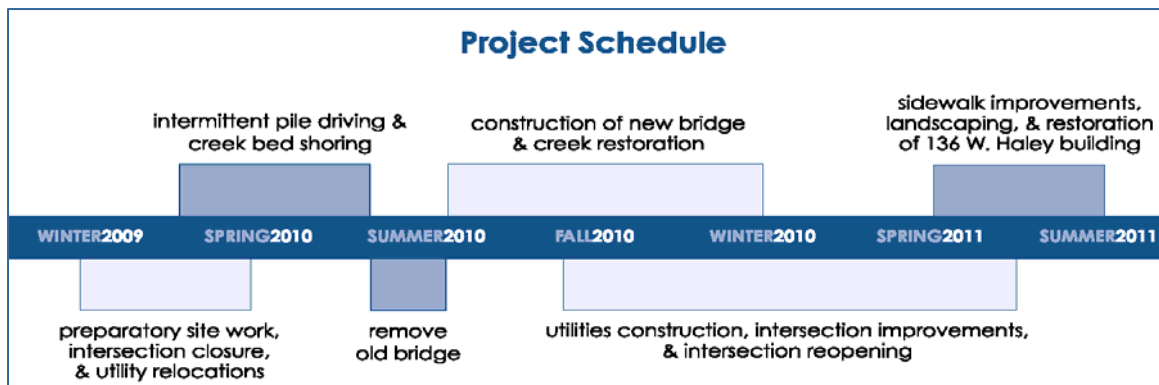 Project Schedule
intermittent pile driving &
creek bed shoring
construction of new bridge
& creek restoration
sidewalk improvements,
landscaping, & restoration
of 136 W. Haley building
WINTER2009 SPRING2010 SUMMER2010 FALL2010 WINTER2010 SPRING2011 SUMMER2011
preparatory site work,
intersection closure,
& utility relocations
remove
old bridge
utilities construction, intersection improvements,
& intersection reopening